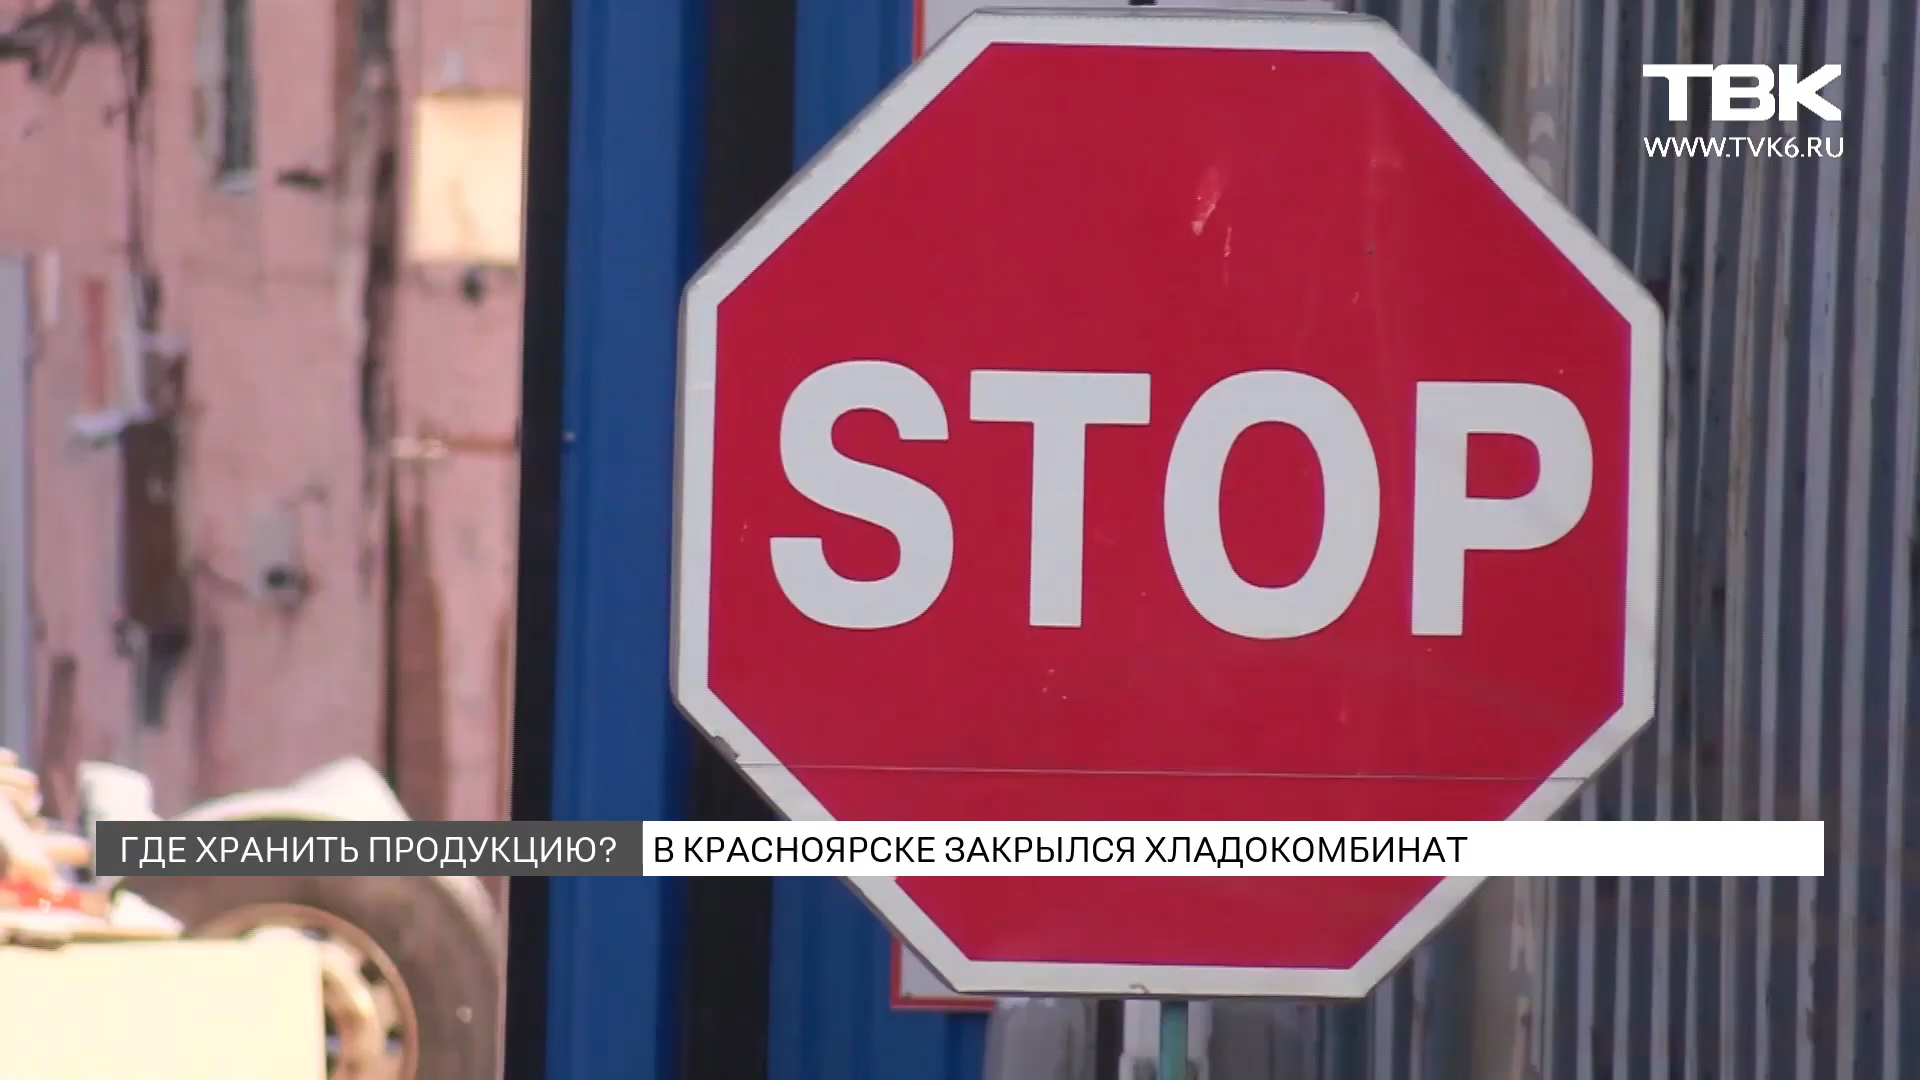 ТВК
WWW.TVK6.RU
STOP
ГДЕ ХРАНИТЬ ПРОДУКЦИЮ? В КРАСНОЯРСКЕ ЗАКРЫЛСЯ ХЛАДОКОМБИНАТ